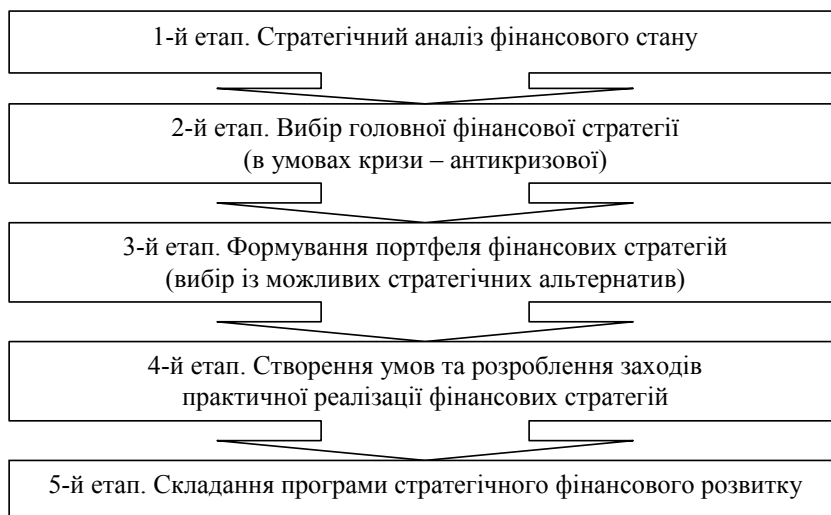 1-й етап. Стратегічний аналіз фінансового стану
2-й етап. Вибір головної фінансової стратегії
(в умовах кризи – антикризової)
3-й етап. Формування портфеля фінансових стратегій
(вибір із можливих стратегічних альтернатив)
4-й етап. Створення умов та розроблення заходів
практичної реалізації фінансових стратегій
5-й етап. Складання програми стратегічного фінансового розвитку